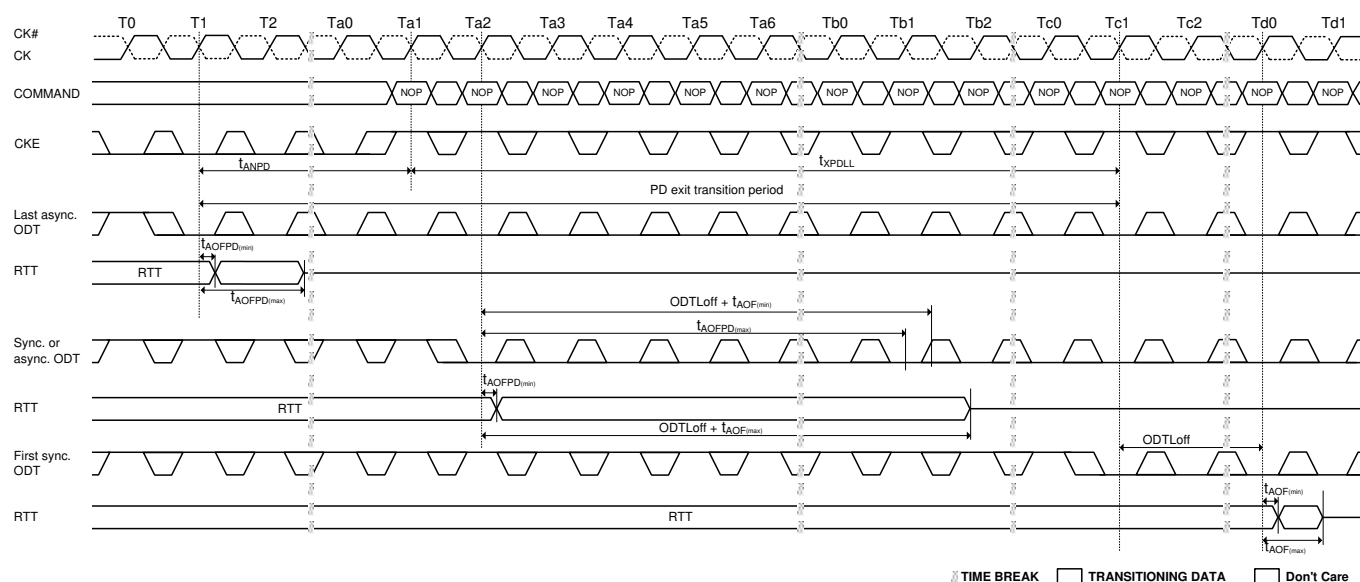 T0 T1 T2 Ta0 Ta1 Ta2 Ta3 Ta4 Ta5 Ta6 Tb0 Tb1 Tb2 Tc0 Tc1 Tc2 Td0 Td1
CK#
CK
COMMAND NOP NOP NOP NOP NOP NOP NOP NOP NOP NOP NOP NOP NOP NOP
CKE
tANPD tXPDLL
PD exit transition period
Last async.
ODT
tAOFPD(min)
RTT RTT
tAOFPD(max)
ODTLoff + tAOF(min)
tAOFPD(max)
Sync. or
async. ODT
tAOFPD(min)
RTT RTT
ODTLoff + tAOF(max)
ODTLoff
First sync.
ODT
tAOF(min)
RTT RTT
tAOF(max)
TIME BREAK TRANSITIONING DATA Don't Care